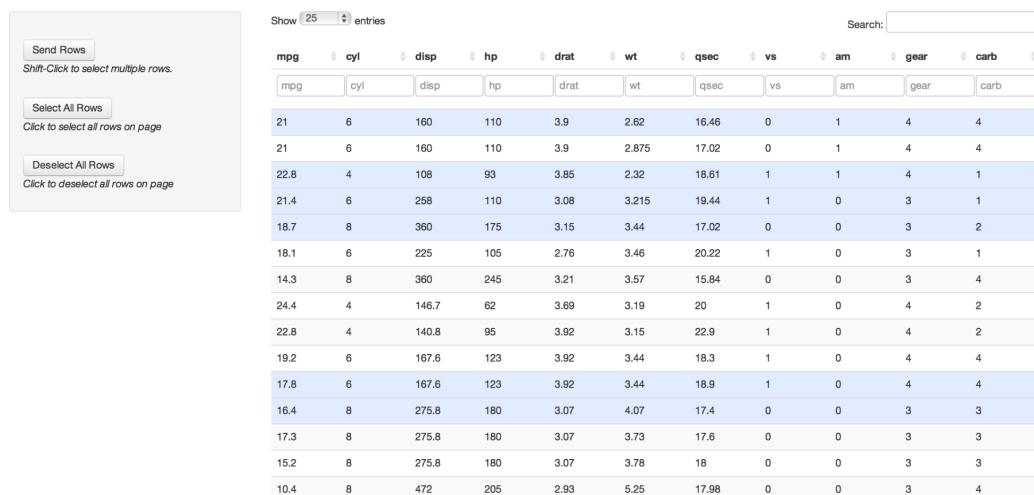 Show 25 entries
Search:
Send Rows
Shift-Click to select multiple rows.
Select All Rows
Click to select all rows on page
Deselect All Rows
Click to deselect all rows on page
mpg cyl disp hp drat wt qsec vs am gear carb
mpg cyl disp hp drat wt qsec vs am gear carb
21 6 160 110 3.9 2.62 16.46 0 1 4 4
21 6 160 110 3.9 2.875 17.02 0 1 4 4
22.8 4 108 93 3.85 2.32 18.61 1 1 4 1
21.4 6 258 110 3.08 3.215 19.44 1 0 3 1
18.7 8 360 175 3.15 3.44 17.02 0 0 3 2
18.1 6 225 105 2.76 3.46 20.22 1 0 3 1
14.3 8 360 245 3.21 3.57 15.84 0 0 3 4
24.4 4 146.7 62 3.69 3.19 20 1 0 4 2
22.8 4 140.8 95 3.92 3.15 22.9 1 0 4 2
19.2 6 167.6 123 3.92 3.44 18.3 1 0 4 4
17.8 6 167.6 123 3.92 3.44 18.9 1 0 4 4
16.4 8 275.8 180 3.07 4.07 17.4 0 0 3 3
17.3 8 275.8 180 3.07 3.73 17.6 0 0 3 3
15.2 8 275.8 180 3.07 3.78 18 0 0 3 3
10.4 8 472 205 2.93 5.25 17.98 0 0 3 4